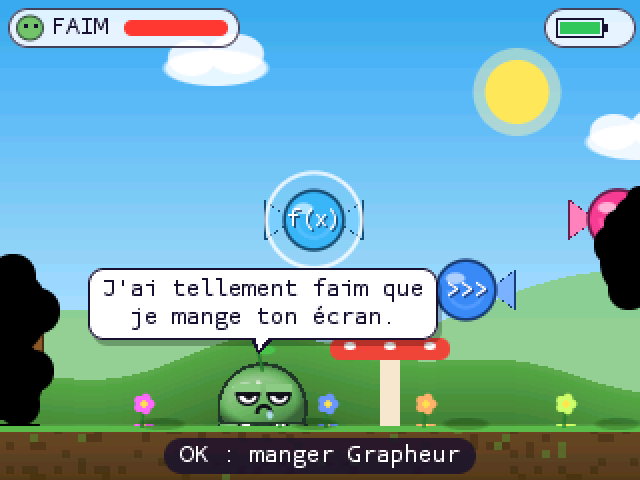 FAIM
f(x)
>>>
J'ai tellement faim que
je mange ton écran.
OK : manger Grapheur